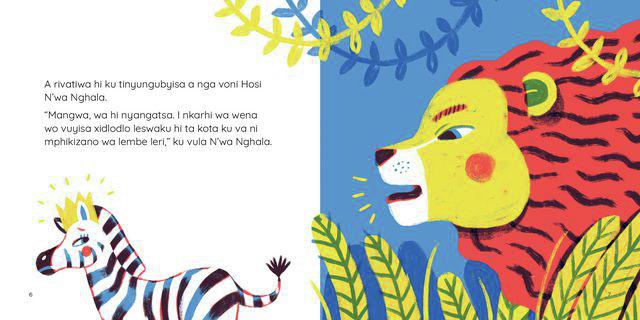 A rivatiwa hi ku tinyungubyisa a nga voni Hosi
N’wa Nghala.
“Mangwa, wa hi nyangatsa. I nkarhi wa wena
wo vuyisa xidlodlo leswaku hi ta kota ku va ni
mphikizano wa lembe leri,” ku vula N’wa Nghala.
6